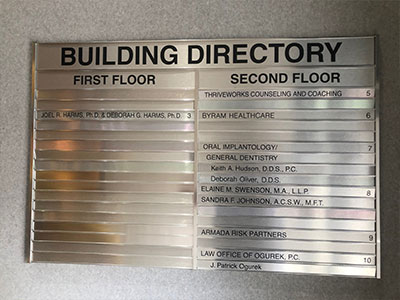 BUILDING DIRECTORY
FIRST FLOOR
JOEL R. HARMS, Ph.D. & DEBORAH G. HARMS, Ph.D. 3
SECOND FLOOR
THRIVEWORKS COUNSELING AND COACHING 5
BYRAM HEALTHCARE 6
ORAL IMPLANTOLOGY/ 7
GENERAL DENTISTRY
Keith A. Hudson, D.D.S., P.C.
Deborah Oliver, D.D.S.
ELAINE M. SWENSON, M.A., L.L.P. 8
SANDRA F. JOHNSON, A.C.S.W., M.F.T.
ARMADA RISK PARTNERS 9
LAW OFFICE OF OGUREK, P.C. 10
J. Patrick Ogurek